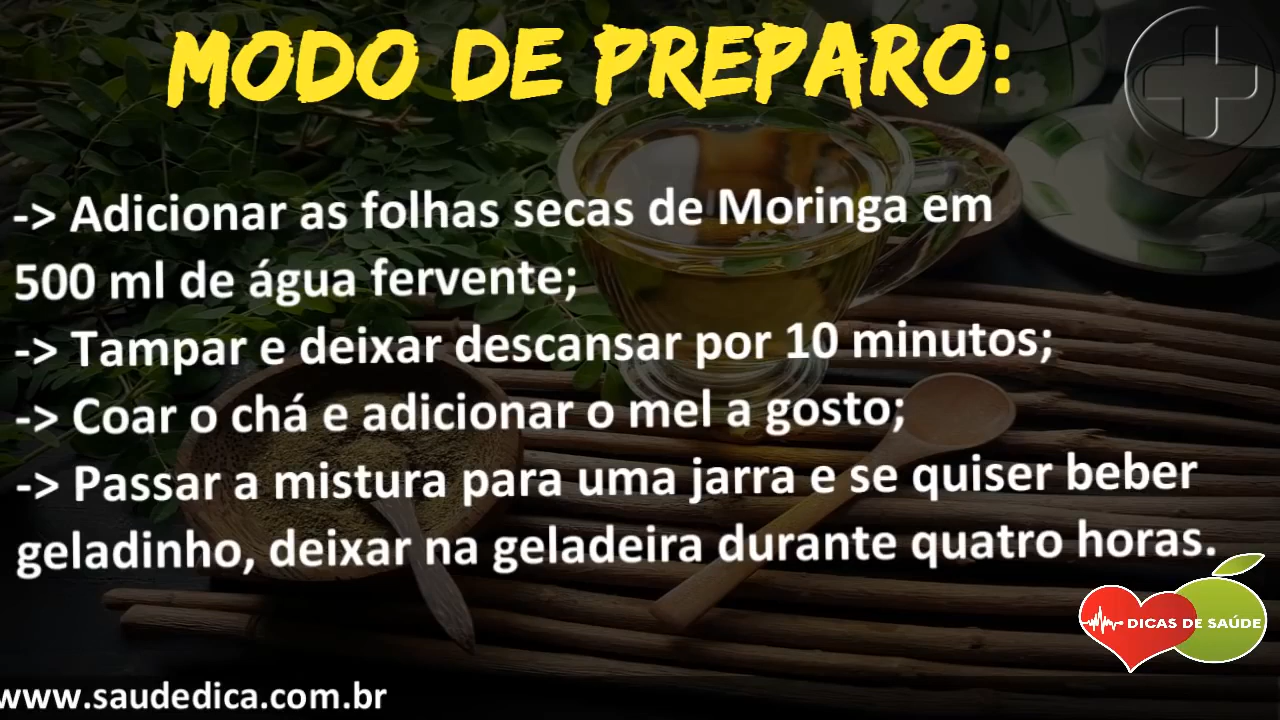 MODO DE PREPARO:
-> Adicionar as folhas secas de Moringa em
500 ml de água fervente;
-> Tampar e deixar descansar por 10 minutos;
-> Coar o chá e adicionar o mel a gosto;
-> Passar a mistura para uma jarra e se quiser beber
geladinho, deixar na geladeira durante quatro horas.
DICAS DE SAÚDE
www.saudedica.com.br